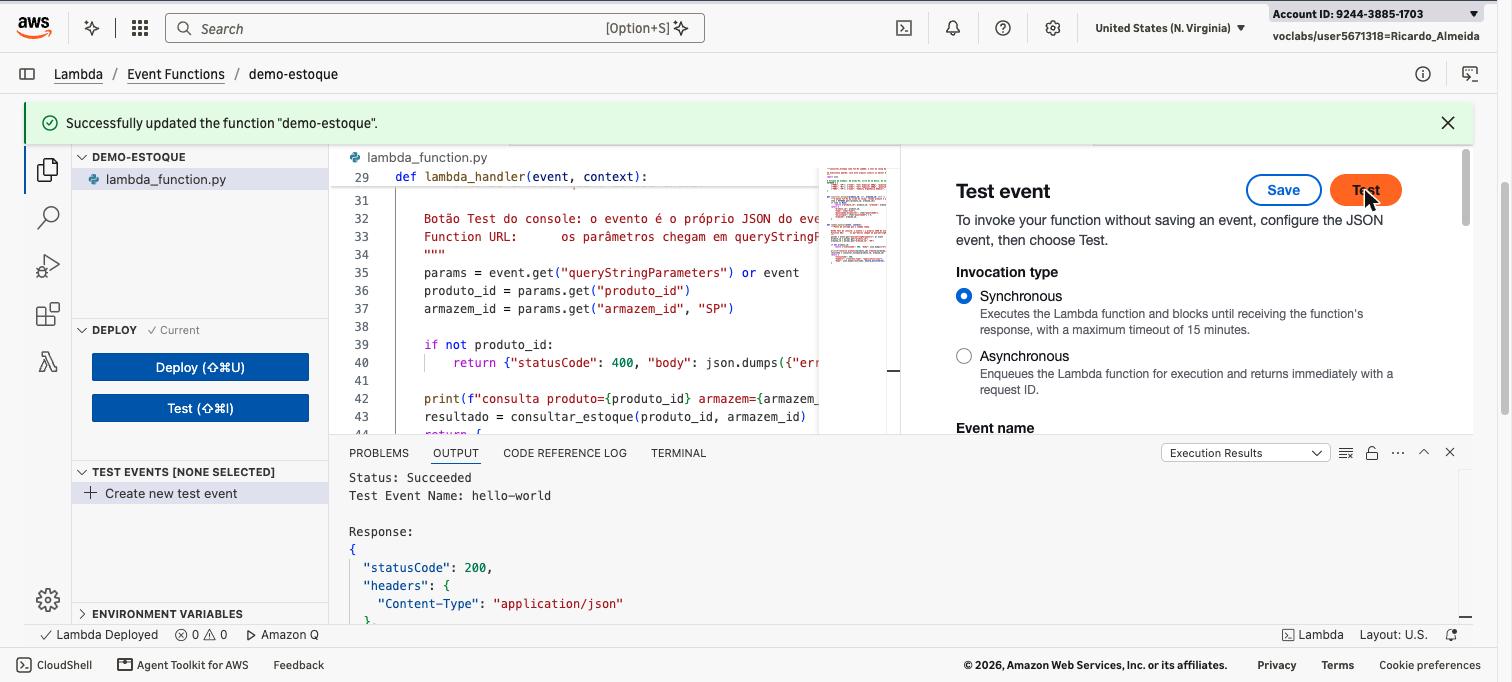 aws
Search
[Option+S]
United States (N. Virginia)
Account ID: 9244-3885-1703
voclabs/user5671318=Ricardo_Almeida
Lambda / Event Functions / demo-estoque
Successfully updated the function "demo-estoque".
DEMO-ESTOQUE
lambda_function.py
DEPLOY ✓ Current
Deploy (⇧⌘U)
Test (⇧⌘I)
TEST EVENTS [NONE SELECTED]
+ Create new test event
ENVIRONMENT VARIABLES
lambda_function.py
29 def lambda_handler(event, context):
31
32 Botão Test do console: o evento é o próprio JSON do eve
33 Function URL: os parâmetros chegam em queryStringP
34 """
35 params = event.get("queryStringParameters") or event
36 produto_id = params.get("produto_id")
37 armazem_id = params.get("armazem_id", "SP")
38
39 if not produto_id:
40 return {"statusCode": 400, "body": json.dumps({"err
41
42 print(f"consulta produto={produto_id} armazem={armazem_
43 resultado = consultar_estoque(produto_id, armazem_id)
44 return {
Test event
Save
Test
To invoke your function without saving an event, configure the JSON
event, then choose Test.
Invocation type
Synchronous
Executes the Lambda function and blocks until receiving the function's
response, with a maximum timeout of 15 minutes.
Asynchronous
Enqueues the Lambda function for execution and returns immediately with a
request ID.
Event name
PROBLEMS OUTPUT CODE REFERENCE LOG TERMINAL
Execution Results
Status: Succeeded
Test Event Name: hello-world
Response:
{
"statusCode": 200,
"headers": {
"Content-Type": "application/json"
},
Lambda Deployed
0
0
Amazon Q
Lambda
Layout: U.S.
CloudShell
Agent Toolkit for AWS
Feedback
© 2026, Amazon Web Services, Inc. or its affiliates.
Privacy
Terms
Cookie preferences